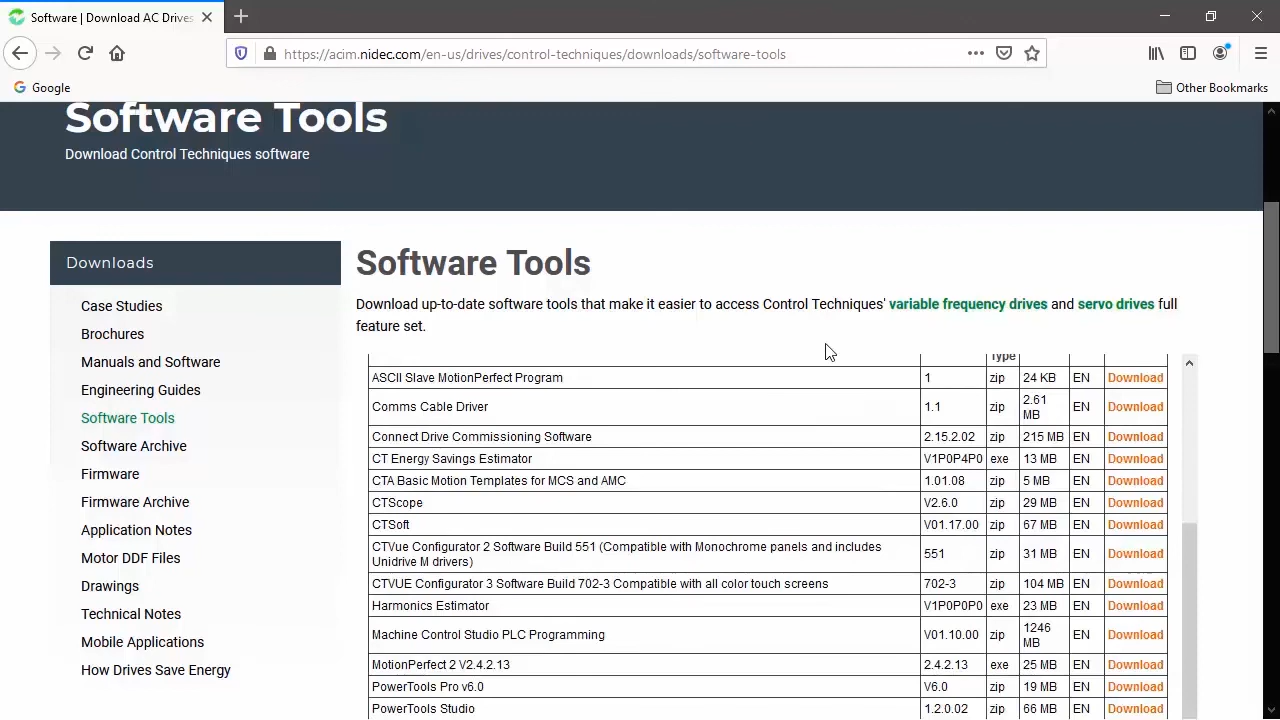 Software | Download AC Drives
https://acim.nidec.com/en-us/drives/control-techniques/downloads/software-tools
Google
Other Bookmarks
Software Tools
Download Control Techniques software
Downloads
Case Studies
Brochures
Manuals and Software
Engineering Guides
Software Tools
Software Archive
Firmware
Firmware Archive
Application Notes
Motor DDF Files
Drawings
Technical Notes
Mobile Applications
How Drives Save Energy
Software Tools
Download up-to-date software tools that make it easier to access Control Techniques' variable frequency drives and servo drives full
feature set.
Type
ASCII Slave MotionPerfect Program 1 zip 24 KB EN Download
Comms Cable Driver 1.1 zip 2.61 MB EN Download
Connect Drive Commissioning Software 2.15.2.02 zip 215 MB EN Download
CT Energy Savings Estimator V1P0P4P0 exe 13 MB EN Download
CTA Basic Motion Templates for MCS and AMC 1.01.08 zip 5 MB EN Download
CTScope V2.6.0 zip 29 MB EN Download
CTSoft V01.17.00 zip 67 MB EN Download
CTVue Configurator 2 Software Build 551 (Compatible with Monochrome panels and includes
Unidrive M drivers) 551 zip 31 MB EN Download
CTVUE Configurator 3 Software Build 702-3 Compatible with all color touch screens 702-3 zip 104 MB EN Download
Harmonics Estimator V1P0P0P0 exe 23 MB EN Download
Machine Control Studio PLC Programming V01.10.00 zip 1246 MB EN Download
MotionPerfect 2 V2.4.2.13 2.4.2.13 exe 25 MB EN Download
PowerTools Pro v6.0 V6.0 zip 19 MB EN Download
PowerTools Studio 1.2.0.02 zip 66 MB EN Download